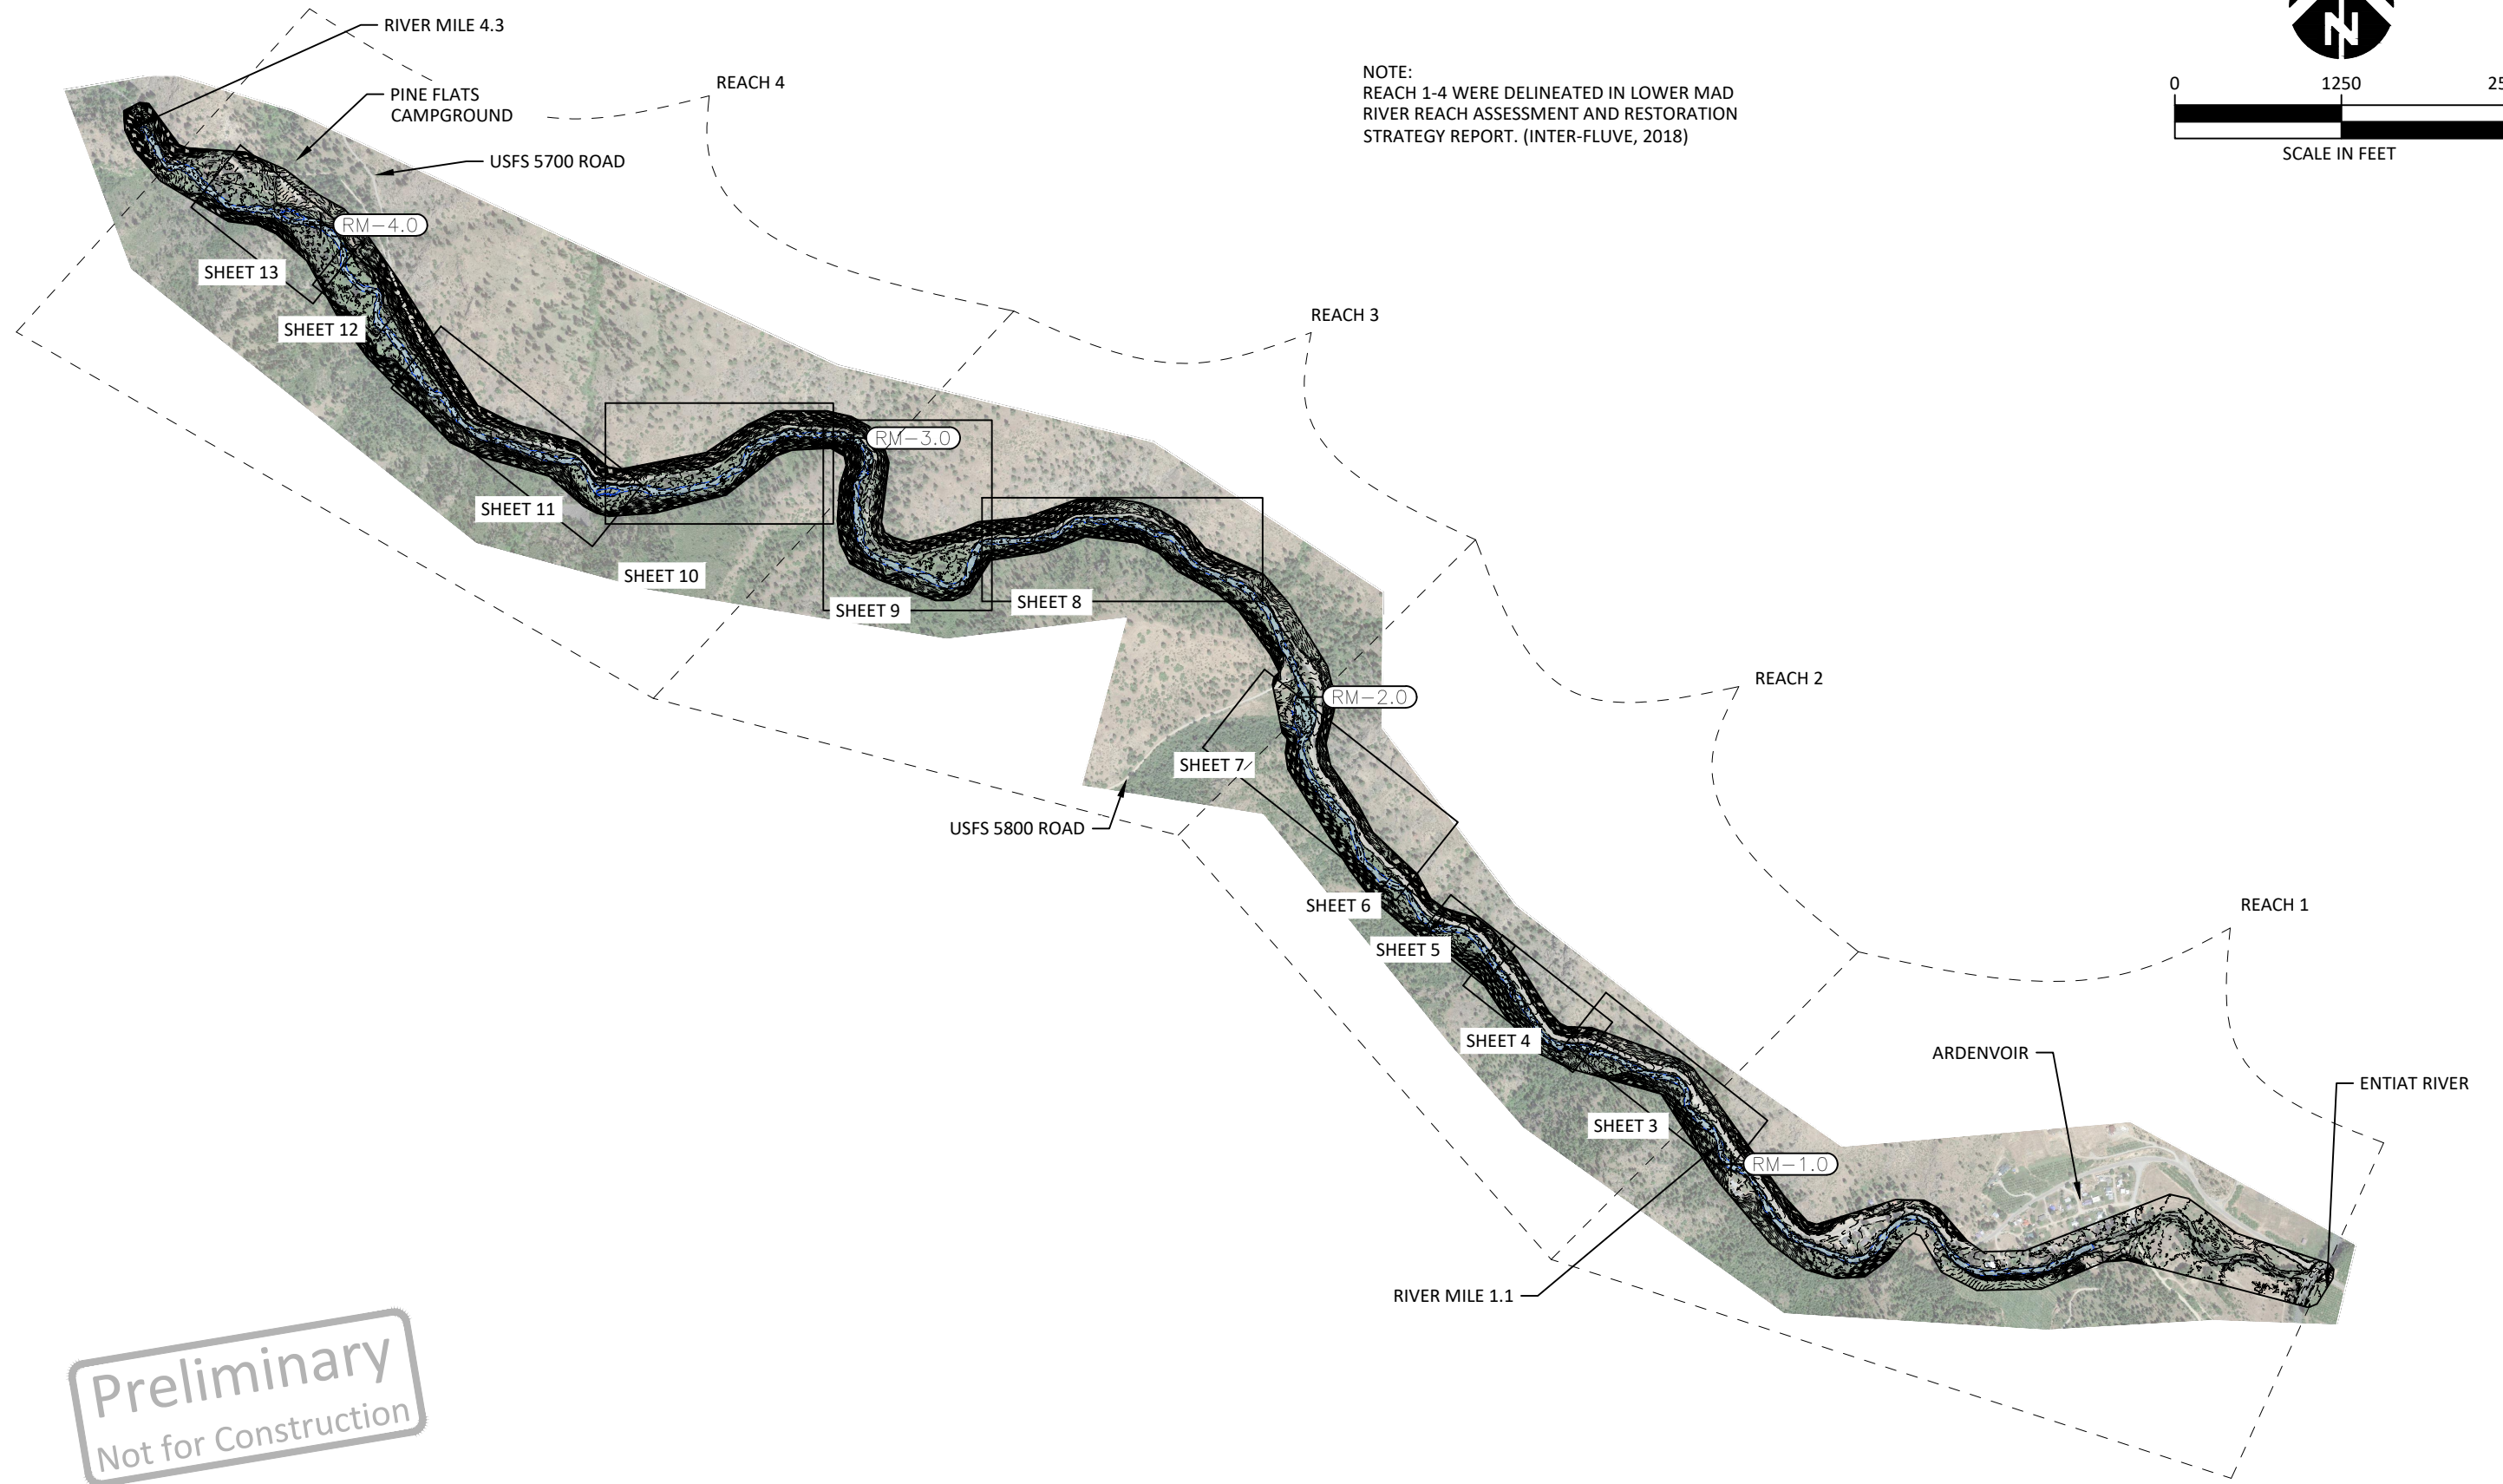 RIVER MILE 4.3
PINE FLATS
CAMPGROUND
USFS 5700 ROAD
REACH 4
NOTE:
REACH 1-4 WERE DELINEATED IN LOWER MAD
RIVER REACH ASSESSMENT AND RESTORATION
STRATEGY REPORT. (INTER-FLUVE, 2018)
N
0 1250
SCALE IN FEET
RM-4.0
SHEET 13
SHEET 12
REACH 3
RM-3.0
SHEET 11
SHEET 10
SHEET 9
SHEET 8
REACH 2
RM-2.0
SHEET 7
USFS 5800 ROAD
SHEET 6
SHEET 5
REACH 1
SHEET 4
ARDENVOIR
ENTIAT RIVER
SHEET 3
RM-1.0
RIVER MILE 1.1
Preliminary
Not for Construction